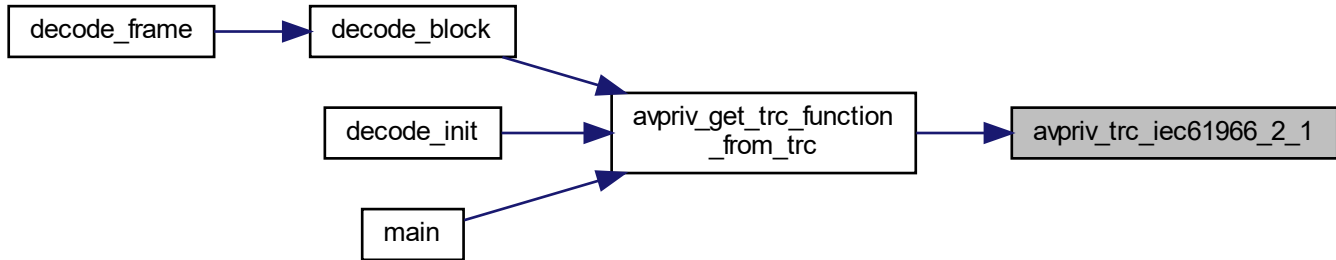 decode_frame
decode_block
decode_init
main
avpriv_get_trc_function
_from_trc
avpriv_trc_iec61966_2_1